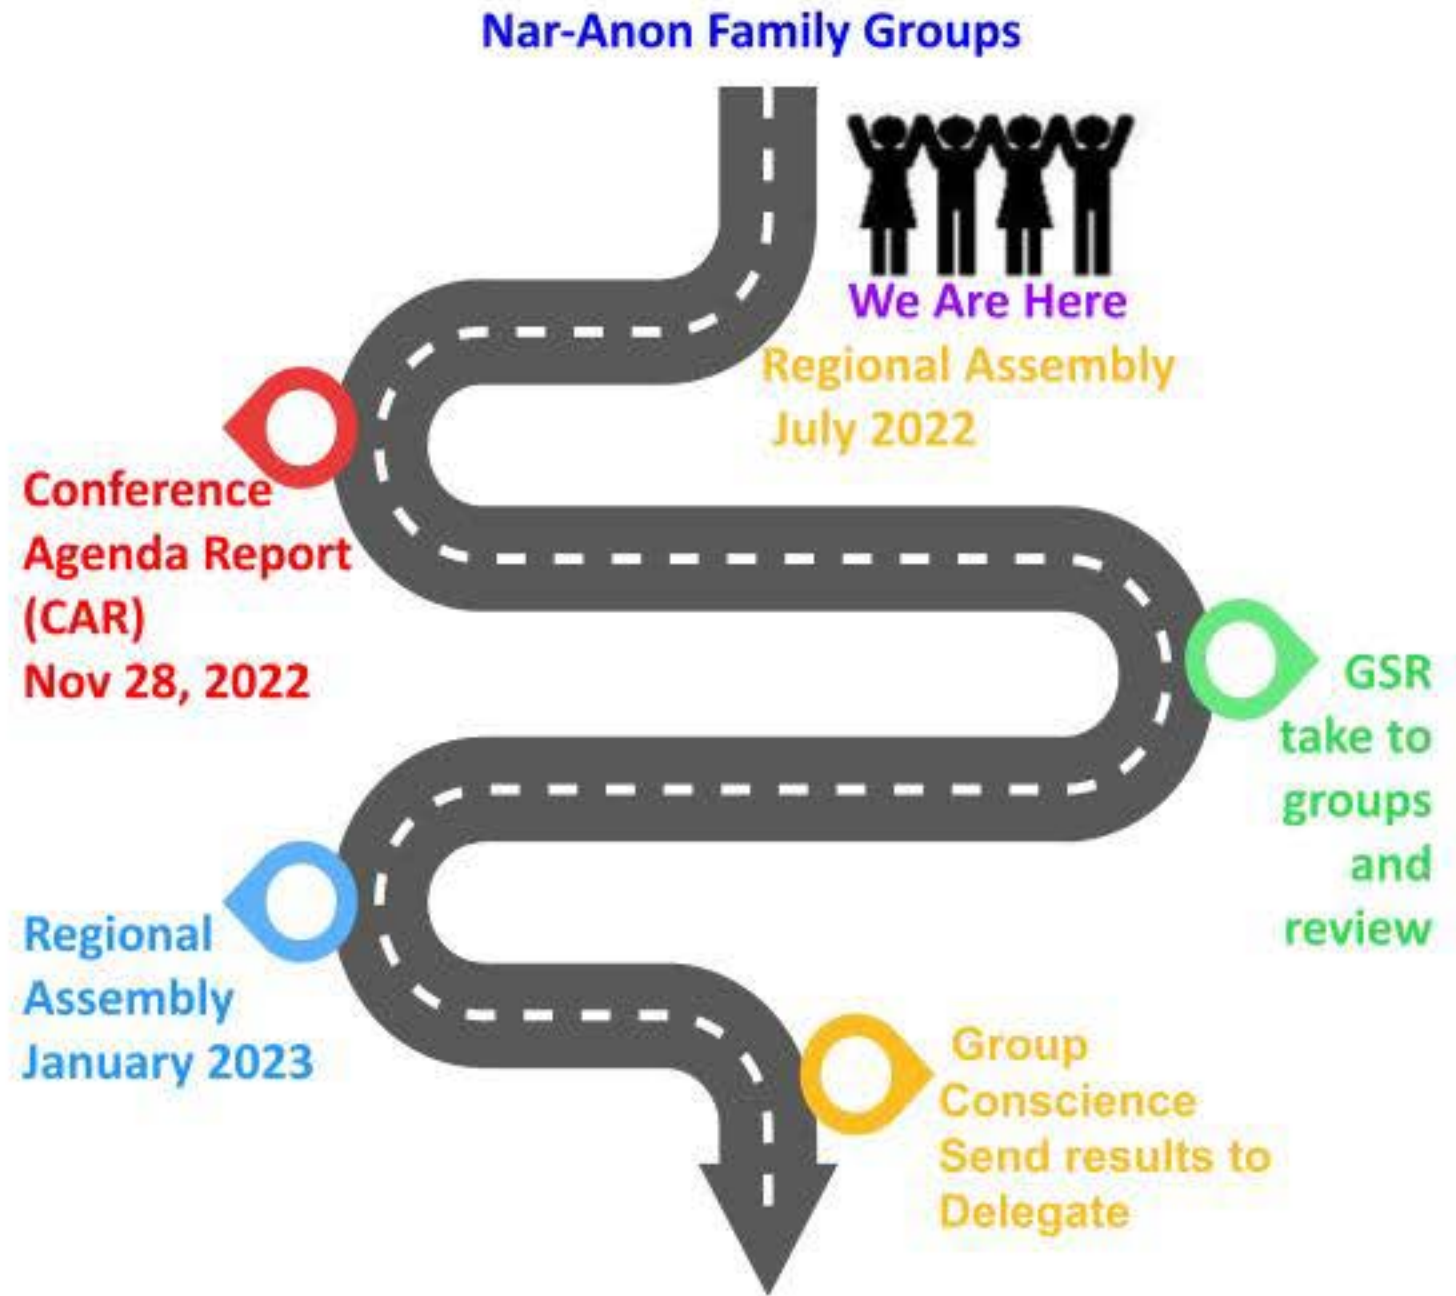 Nar-Anon Family Groups
We Are Here
Regional Assembly
July 2022
Conference
Agenda Report
(CAR)
Nov 28, 2022
GSR
take to
groups
and
review
Regional
Assembly
January 2023
Group
Conscience
Send results to
Delegate